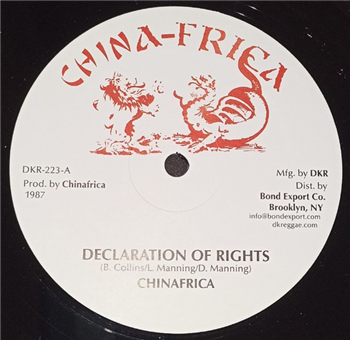 CHINA-FRICA
DKR-223-A
Prod. by Chinafrica
1987
Mfg. by DKR
Dist. by
Bond Export Co.
Brooklyn, NY
info@bondexport.com
dkreggae.com
DECLARATION OF RIGHTS
(B. Collins/L. Manning/D. Manning)
CHINAFRICA